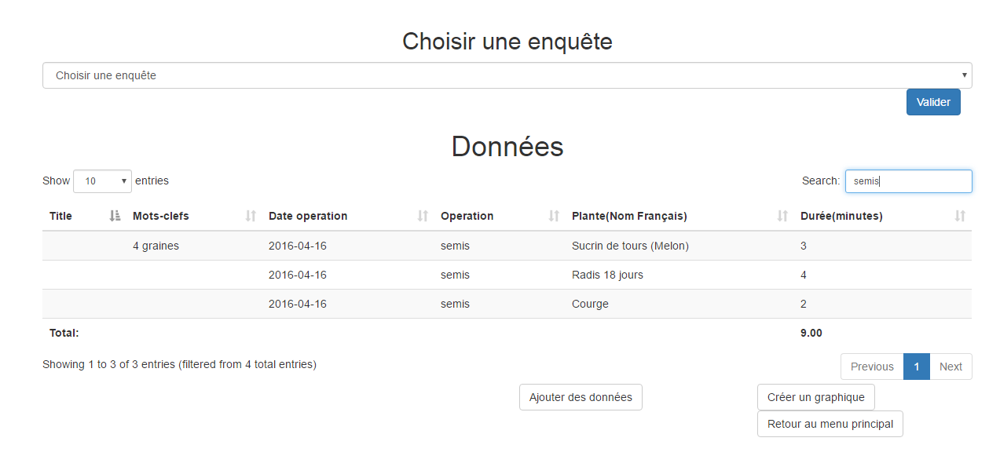 Choisir une enquête
Choisir une enquête
Valider
Données
Show 10 entries Search: semis
Title Mots-clefs Date operation Operation Plante(Nom Français) Durée(minutes)
4 graines 2016-04-16 semis Sucrin de tours (Melon) 3
2016-04-16 semis Radis 18 jours 4
2016-04-16 semis Courge 2
Total: 9.00
Showing 1 to 3 of 3 entries (filtered from 4 total entries) Previous 1 Next
Ajouter des données Créer un graphique
Retour au menu principal